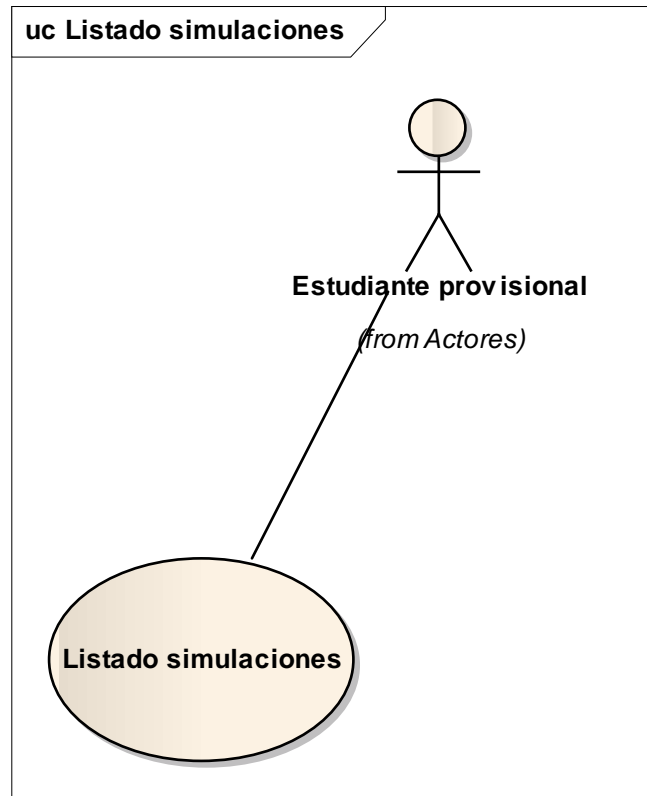 uc Listado simulaciones
Estudiante provisional
(from Actores)
Listado simulaciones